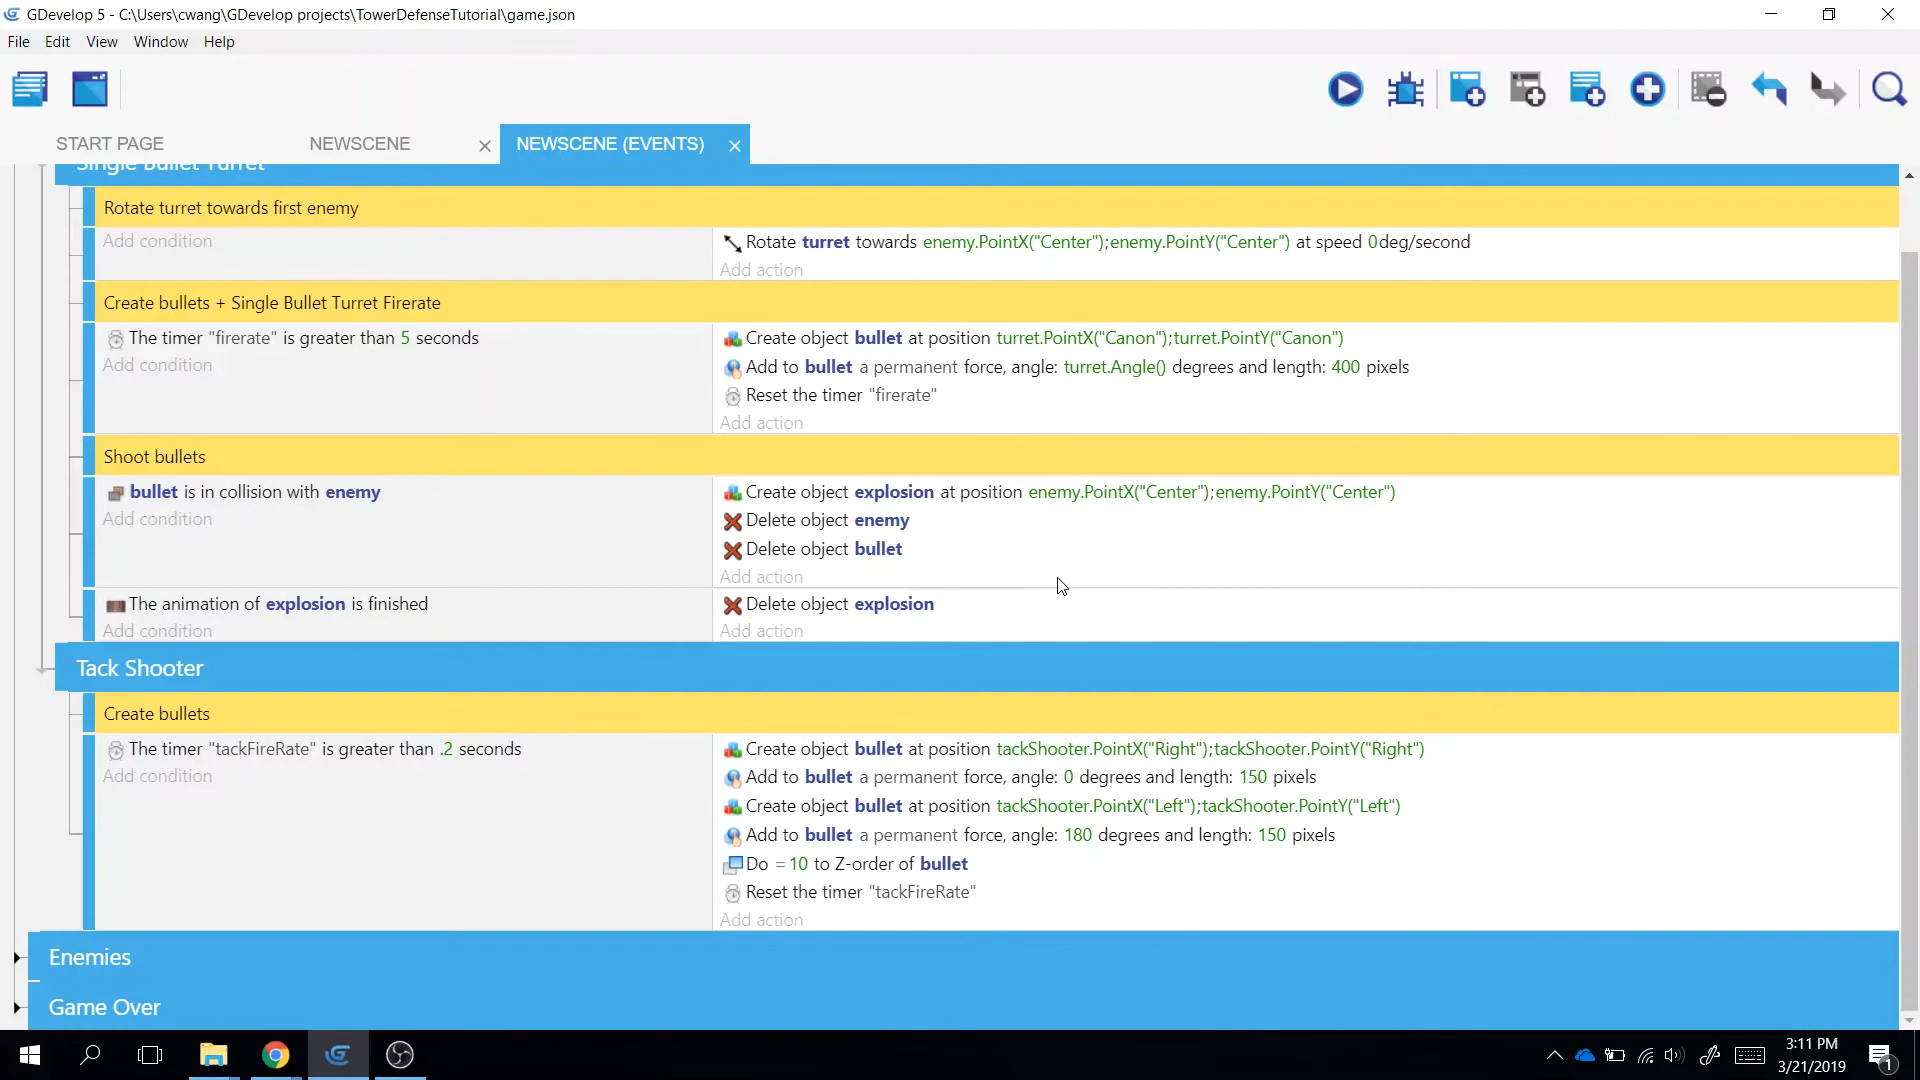 GDevelop 5 - C:\Users\cwang\GDevelop projects\TowerDefenseTutorial\game.json
File Edit View Window Help
START PAGE NEWSCENE NEWSCENE (EVENTS)
Single Bullet Turret
Rotate turret towards first enemy
Add condition
Rotate turret towards enemy.PointX("Center");enemy.PointY("Center") at speed 0deg/second
Add action
Create bullets + Single Bullet Turret Firerate
The timer "firerate" is greater than 5 seconds
Add condition
Create object bullet at position turret.PointX("Canon");turret.PointY("Canon")
Add to bullet a permanent force, angle: turret.Angle() degrees and length: 400 pixels
Reset the timer "firerate"
Add action
Shoot bullets
bullet is in collision with enemy
Add condition
Create object explosion at position enemy.PointX("Center");enemy.PointY("Center")
Delete object enemy
Delete object bullet
Add action
The animation of explosion is finished
Add condition
Delete object explosion
Add action
Tack Shooter
Create bullets
The timer "tackFireRate" is greater than .2 seconds
Add condition
Create object bullet at position tackShooter.PointX("Right");tackShooter.PointY("Right")
Add to bullet a permanent force, angle: 0 degrees and length: 150 pixels
Create object bullet at position tackShooter.PointX("Left");tackShooter.PointY("Left")
Add to bullet a permanent force, angle: 180 degrees and length: 150 pixels
Do =10 to Z-order of bullet
Reset the timer "tackFireRate"
Add action
Enemies
Game Over
3:11 PM
3/21/2019
1